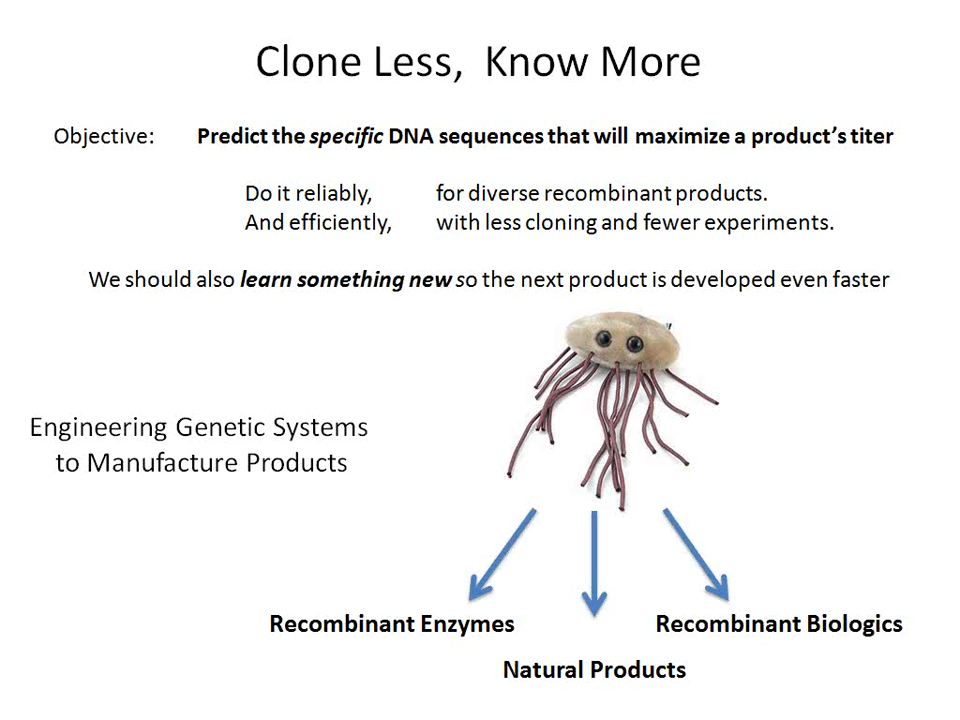 Clone Less, Know More
Objective: Predict the specific DNA sequences that will maximize a product's titer
Do it reliably, for diverse recombinant products.
And efficiently, with less cloning and fewer experiments.
We should also learn something new so the next product is developed even faster
Engineering Genetic Systems
to Manufacture Products
Recombinant Enzymes
Recombinant Biologics
Natural Products